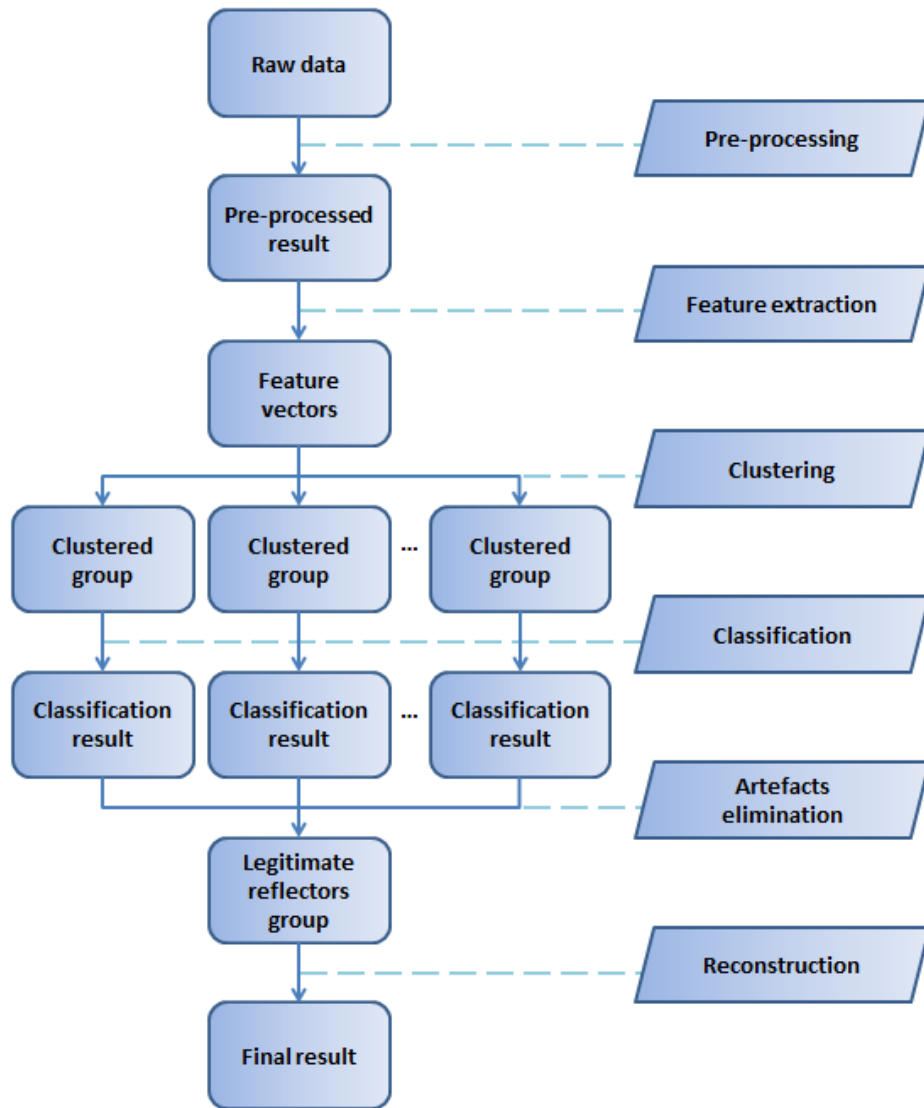 Raw data
Pre-processing
Pre-processed
result
Feature extraction
Feature
vectors
Clustering
Clustered
group
Clustered
group
...
Clustered
group
Classification
Classification
result
Classification
result
...
Classification
result
Artefacts
elimination
Legitimate
reflectors
group
Reconstruction
Final result